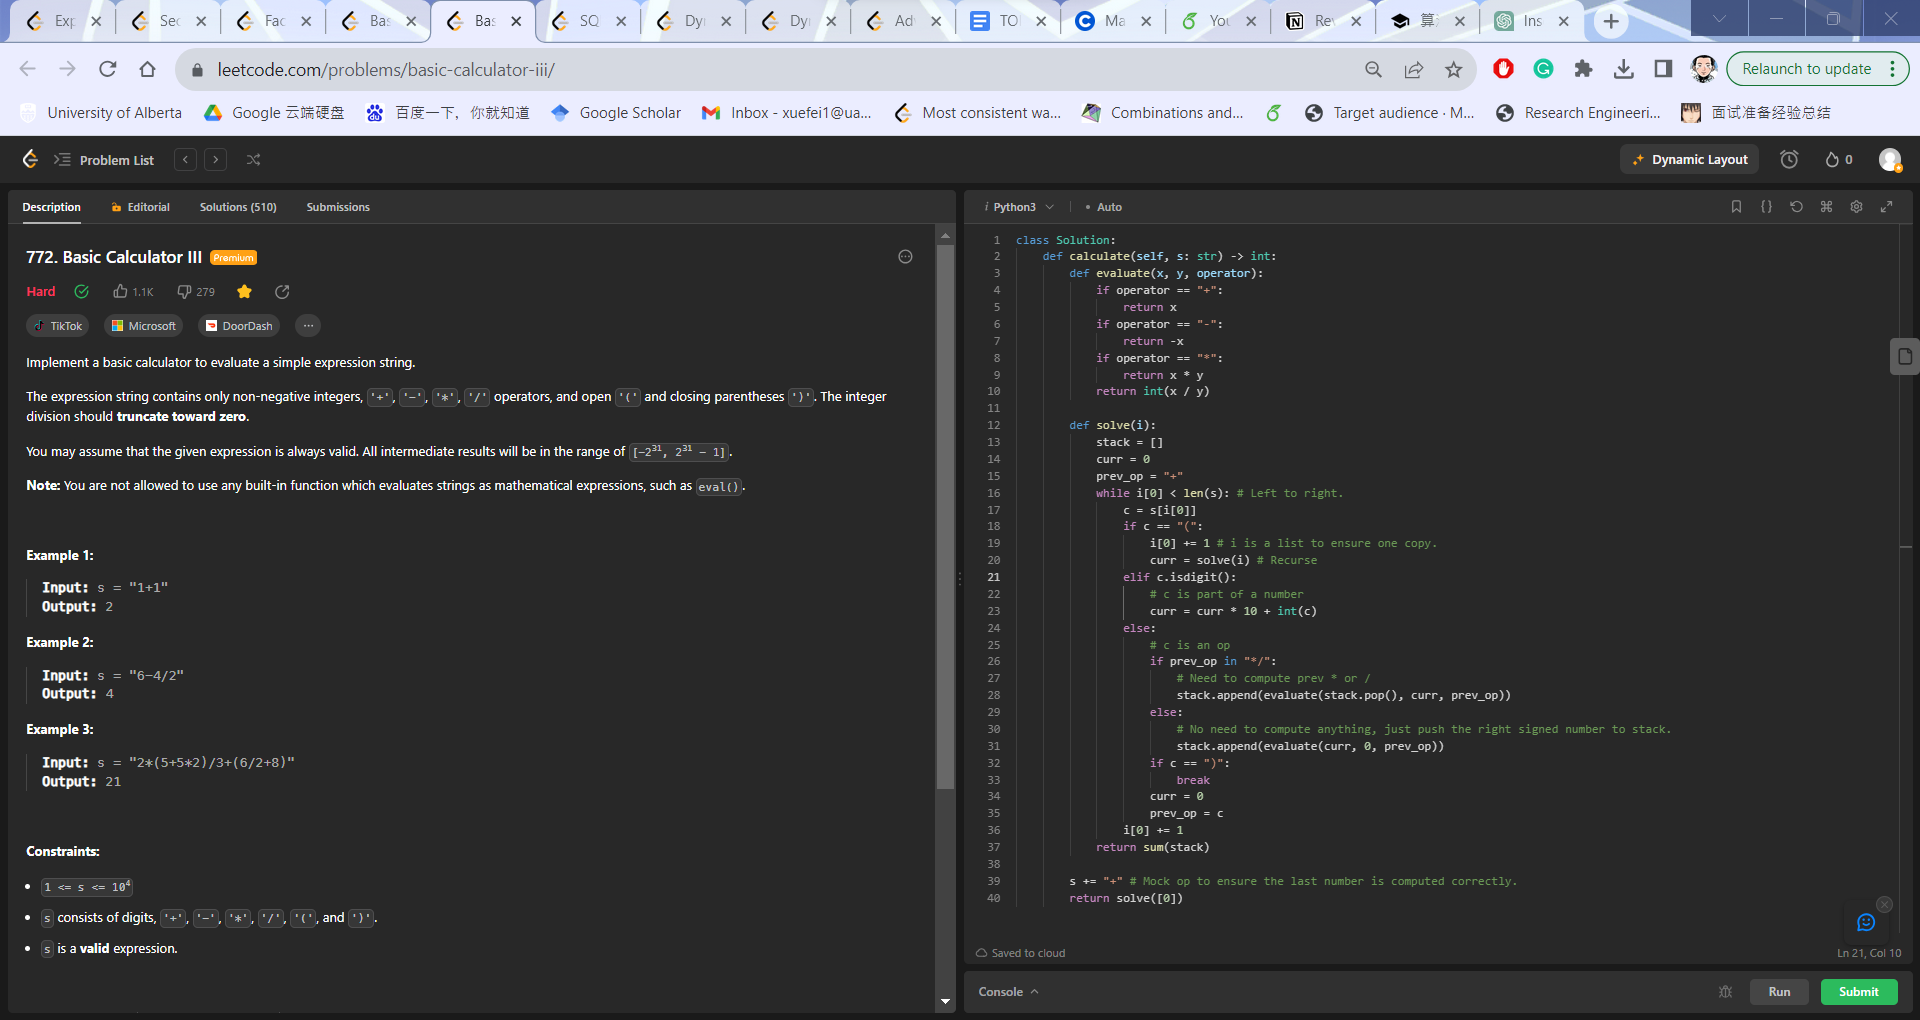 Exp
Sec
Fac
Bas
Bas
SQ
Dy
Dy
Ad
TO
Ma
You
Re
算
Ins
leetcode.com/problems/basic-calculator-iii/
Relaunch to update
University of Alberta
Google 云端硬盘
百度一下，你就知道
Google Scholar
Inbox - xuefei1@ua...
Most consistent wa...
Combinations and...
Target audience · M...
Research Engineeri...
面试准备经验总结
Problem List
Dynamic Layout
0
Description
Editorial
Solutions (510)
Submissions
772. Basic Calculator III Premium
Hard 1.1K 279
TikTok Microsoft DoorDash ...
Implement a basic calculator to evaluate a simple expression string.
The expression string contains only non-negative integers, '+', '-', '*', '/' operators, and open '(' and closing parentheses ')'. The integer
division should truncate toward zero.
You may assume that the given expression is always valid. All intermediate results will be in the range of [-2³¹, 2³¹ - 1].
Note: You are not allowed to use any built-in function which evaluates strings as mathematical expressions, such as eval().
Example 1:
Input: s = "1+1"
Output: 2
Example 2:
Input: s = "6-4/2"
Output: 4
Example 3:
Input: s = "2*(5+5*2)/3+(6/2+8)"
Output: 21
Constraints:
• 1 <= s <= 10⁴
• s consists of digits, '+', '-', '*', '/', '(', and ')'.
• s is a valid expression.
i Python3 • Auto
1 class Solution:
2 def calculate(self, s: str) -> int:
3 def evaluate(x, y, operator):
4 if operator == "+":
5 return x
6 if operator == "-":
7 return -x
8 if operator == "*":
9 return x * y
10 return int(x / y)
11
12 def solve(i):
13 stack = []
14 curr = 0
15 prev_op = "+"
16 while i[0] < len(s): # Left to right.
17 c = s[i[0]]
18 if c == "(":
19 i[0] += 1 # i is a list to ensure one copy.
20 curr = solve(i) # Recurse
21 elif c.isdigit():
22 # c is part of a number
23 curr = curr * 10 + int(c)
24 else:
25 # c is an op
26 if prev_op in "*/":
27 # Need to compute prev * or /
28 stack.append(evaluate(stack.pop(), curr, prev_op))
29 else:
30 # No need to compute anything, just push the right signed number to stack.
31 stack.append(evaluate(curr, 0, prev_op))
32 if c == ")":
33 break
34 curr = 0
35 prev_op = c
36 i[0] += 1
37 return sum(stack)
38
39 s += "+" # Mock op to ensure the last number is computed correctly.
40 return solve([0])
Saved to cloud
Ln 21, Col 10
Console
Run
Submit